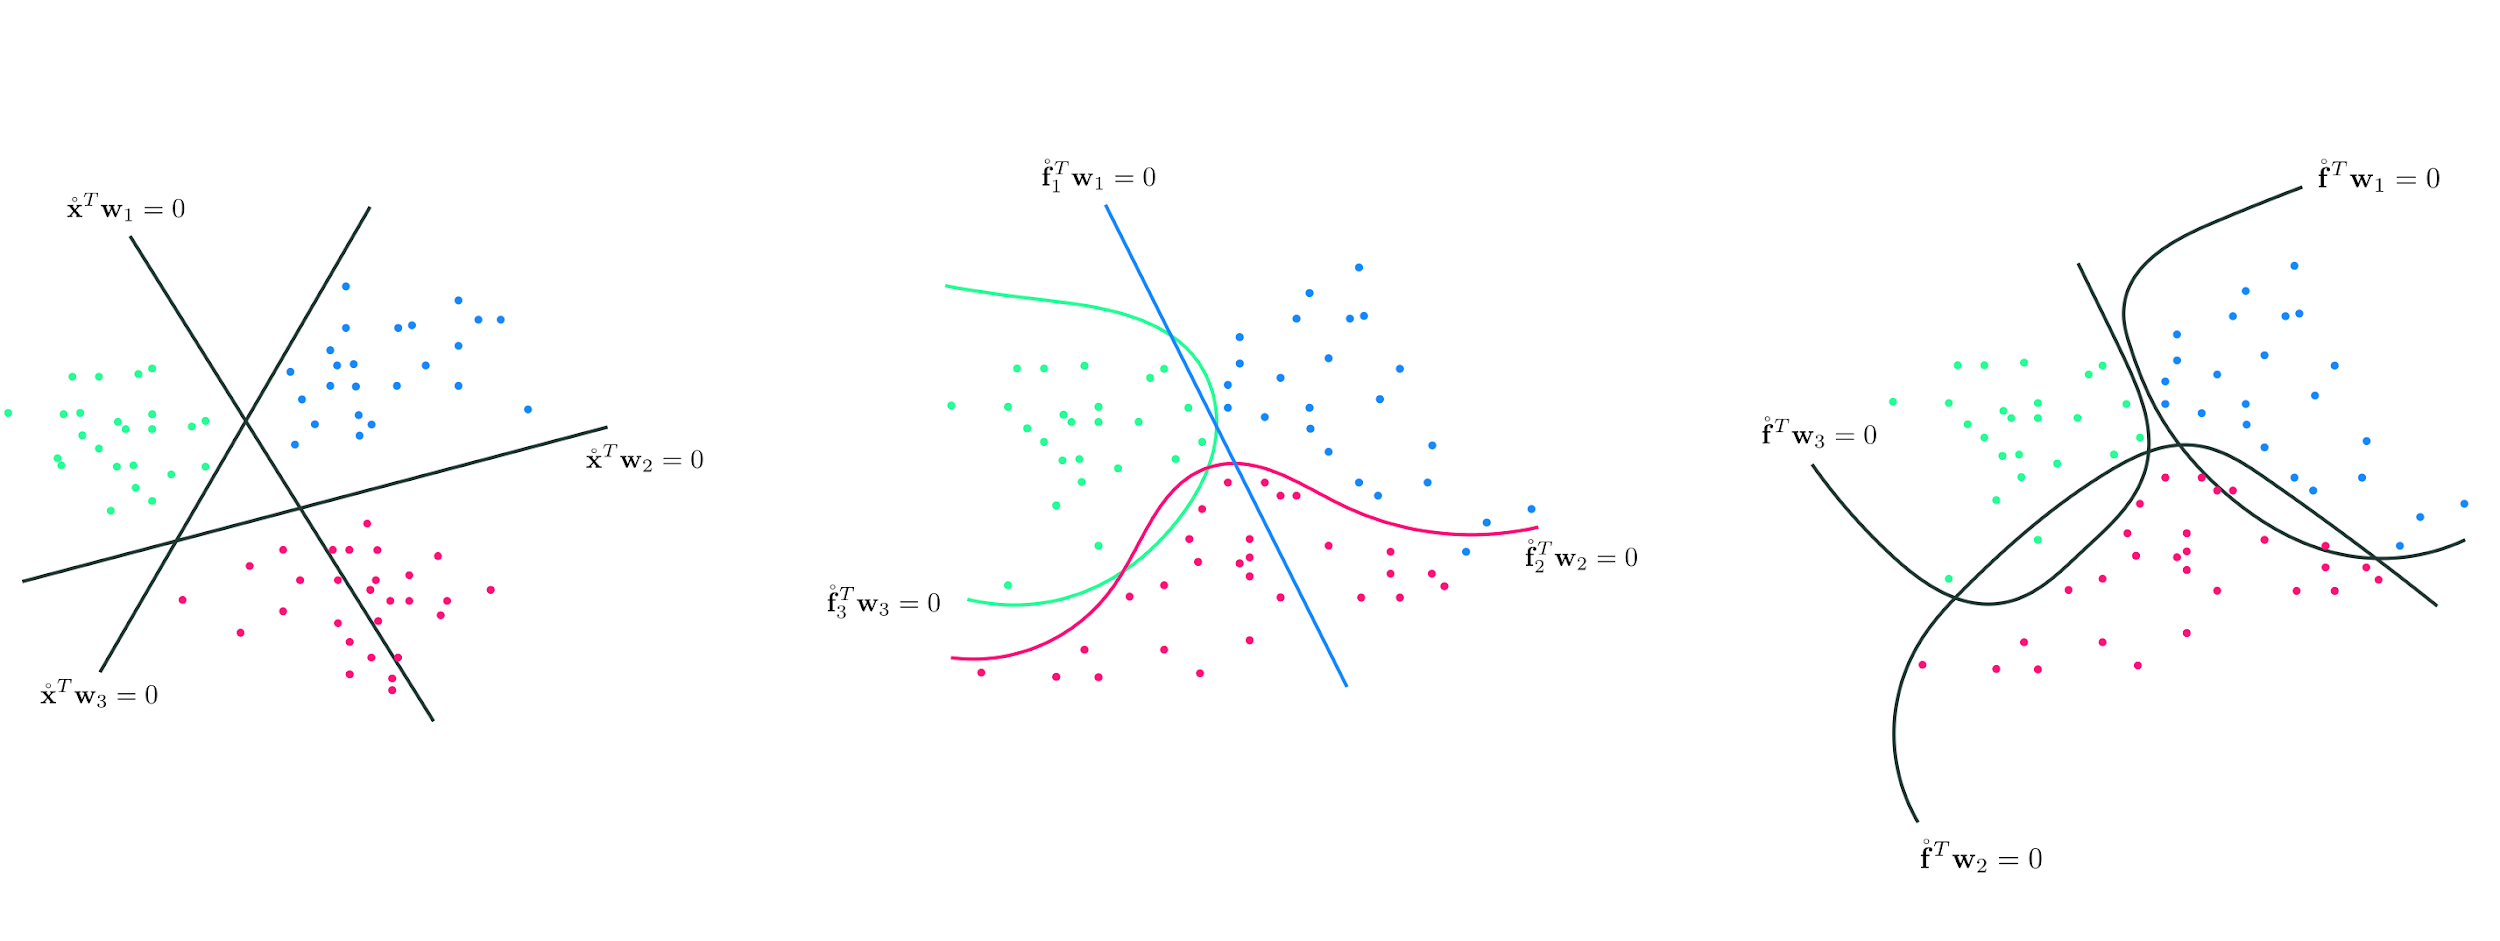 x̊ᵀw₁ = 0
x̊ᵀw₂ = 0
x̊ᵀw₃ = 0
f̊₁ᵀw₁ = 0
f̊₂ᵀw₂ = 0
f̊₃ᵀw₃ = 0
f̊ᵀw₁ = 0
f̊ᵀw₃ = 0
f̊ᵀw₂ = 0